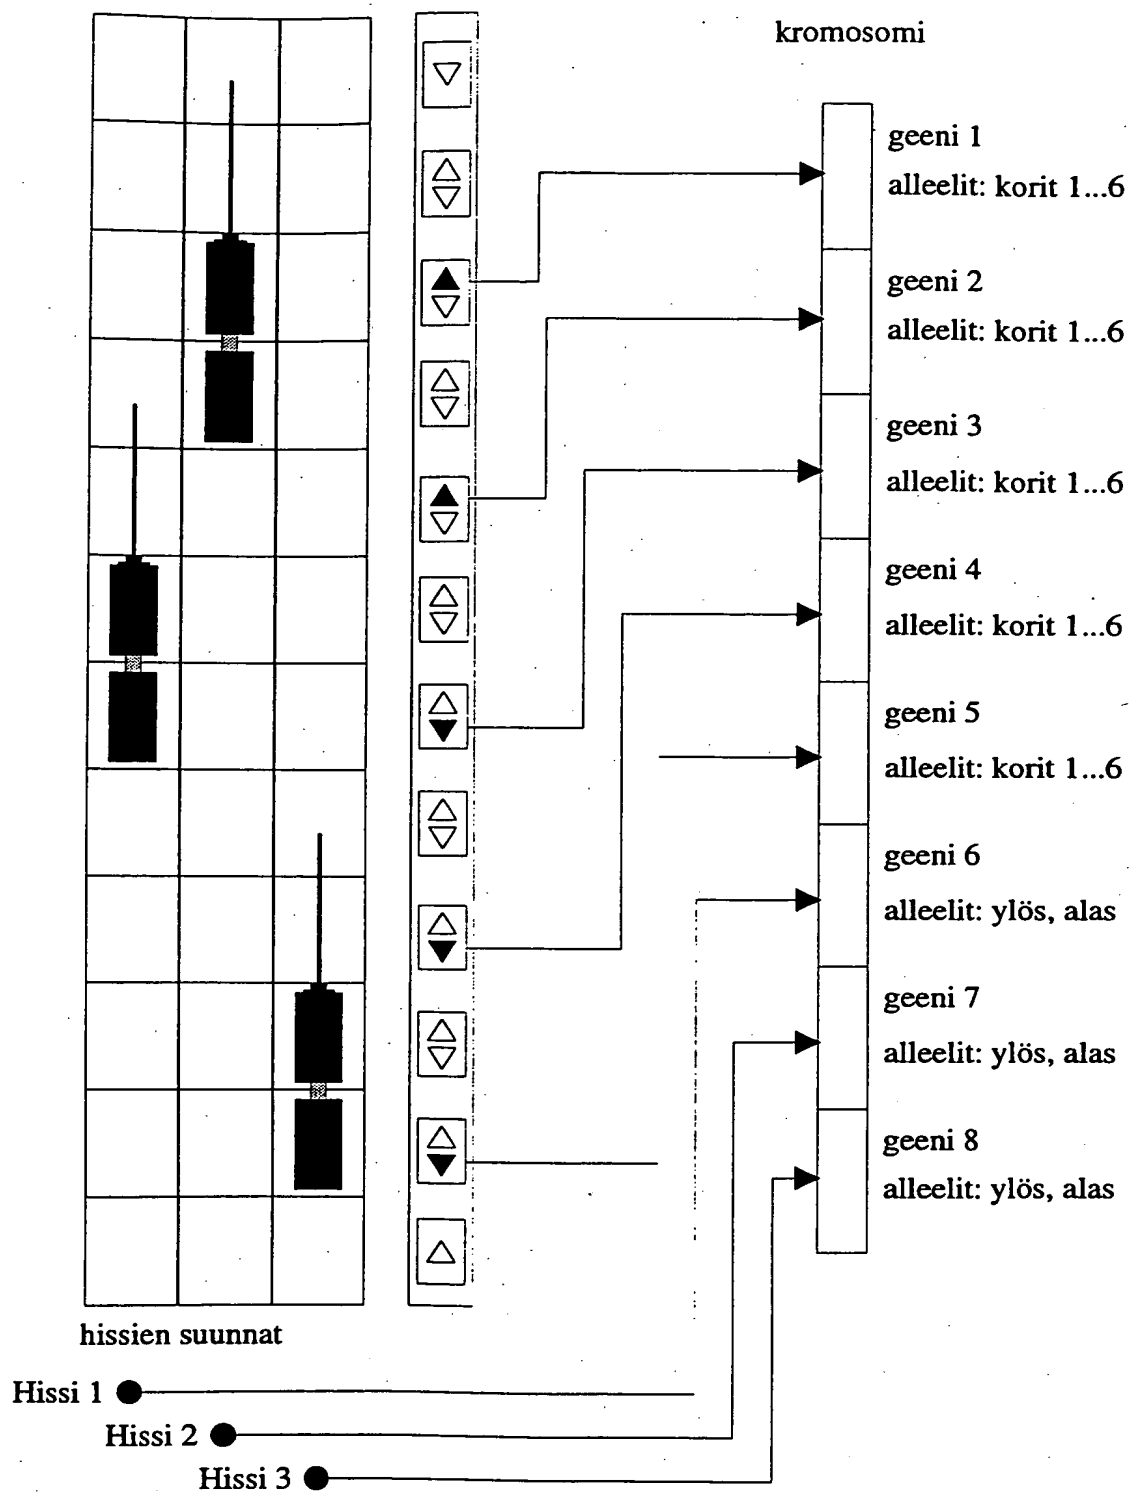 kromosomi
geeni 1
alleelit: korit 1...6
geeni 2
alleelit: korit 1...6
geeni 3
alleelit: korit 1...6
geeni 4
alleelit: korit 1...6
geeni 5
alleelit: korit 1...6
geeni 6
alleelit: ylös, alas
geeni 7
alleelit: ylös, alas
geeni 8
alleelit: ylös, alas
hissien suunnat
Hissi 1
Hissi 2
Hissi 3